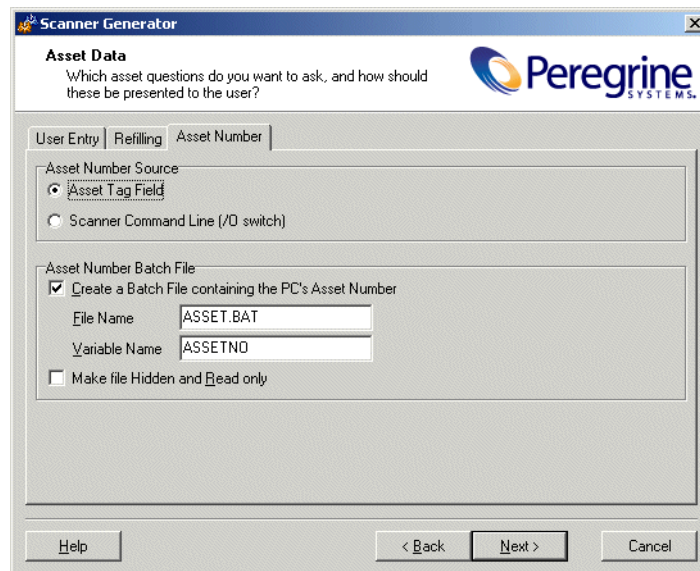 Scanner Generator
Asset Data
Which asset questions do you want to ask, and how should
these be presented to the user?
Peregrine
SYSTEMS.
User Entry
Refilling
Asset Number
Asset Number Source
Asset Tag Field
Scanner Command Line (/O switch)
Asset Number Batch File
Create a Batch File containing the PC's Asset Number
File Name
ASSET.BAT
Variable Name
ASSETNO
Make file Hidden and Read only
Help
< Back
Next >
Cancel